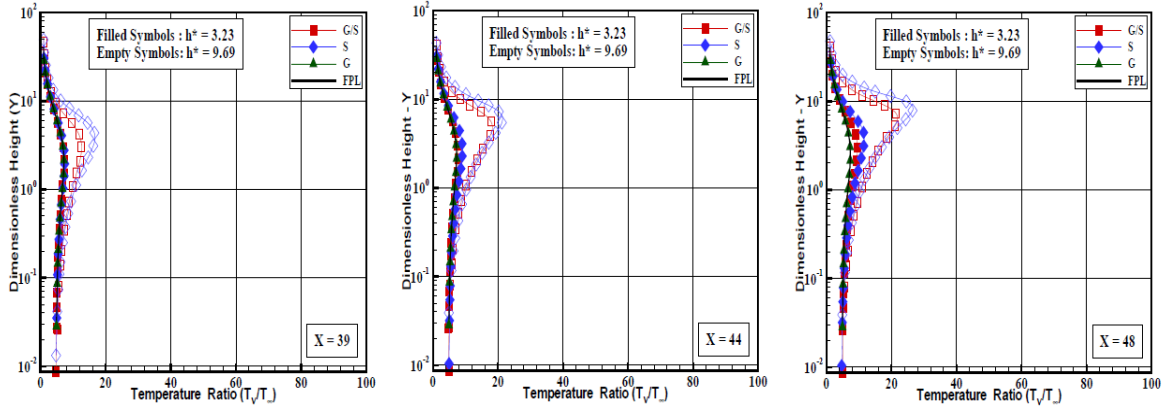 Filled Symbols : h* = 3.23
Empty Symbols: h* = 9.69
G/S
S
G
FPL
X = 39
Dimensionless Height (Y)
10²
10¹
10⁰
10⁻¹
10⁻²
0 20 40 60 80 100
Temperature Ratio (Tᵥ/T∞)
Filled Symbols : h* = 3.23
Empty Symbols: h* = 9.69
G/S
S
G
FPL
X = 44
Dimensionless Height - Y
10²
10¹
10⁰
10⁻¹
10⁻²
0 20 40 60 80 100
Temperature Ratio (Tᵥ/T∞)
Filled Symbols : h* = 3.23
Empty Symbols: h* = 9.69
G/S
S
G
FPL
X = 48
Dimensionless Height - Y
10²
10¹
10⁰
10⁻¹
10⁻²
0 20 40 60 80 100
Temperature Ratio (Tᵥ/T∞)